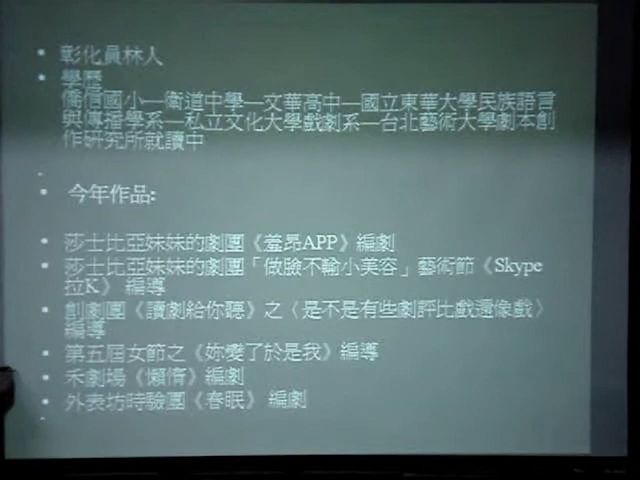 • 彰化員林人
• 學歷
僑信國小—衛道中學—文華高中—國立東華大學民族語言
與傳播學系—私立文化大學戲劇系—台北藝術大學劇本創
作研究所就讀中
• 今年作品:
• 莎士比亞妹妹的劇團《羞昂APP》編劇
• 莎士比亞妹妹的劇團「做臉不輸小美容」藝術節《Skype
拉K》 編導
• 創劇團《讀劇給你聽》之〈是不是有些劇評比戲還像戲〉
編導
• 第五屆女節之《妳變了於是我》編導
• 禾劇場《懶惰》編劇
• 外表坊時驗團《春眠》 編劇